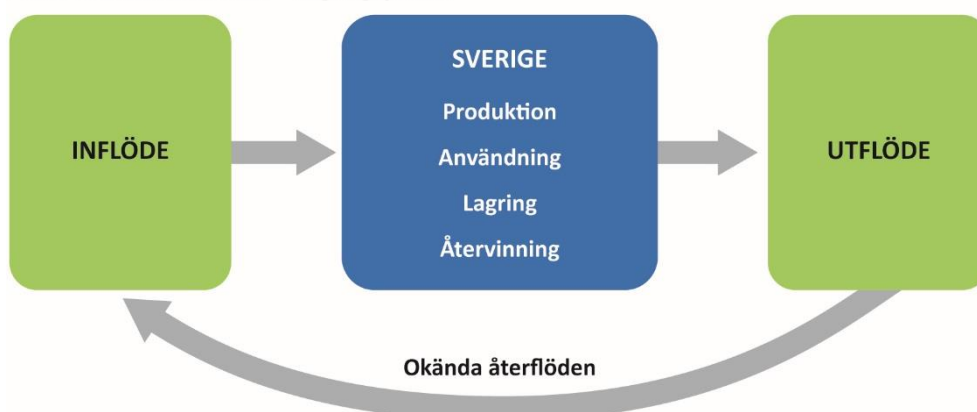 INFLÖDE
SVERIGE
Produktion
Användning
Lagring
Återvinning
UTFLÖDE
Okända återflöden